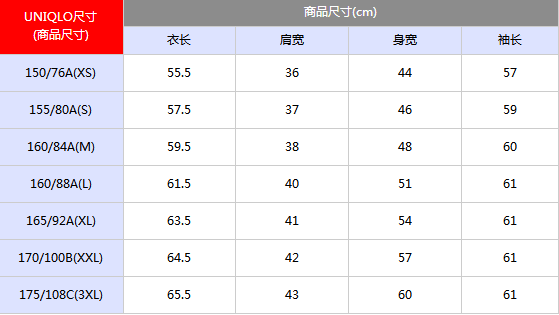 UNIQLO尺寸
(商品尺寸)
商品尺寸(cm)
衣长 肩宽 身宽 袖长
150/76A(XS) 55.5 36 44 57
155/80A(S) 57.5 37 46 59
160/84A(M) 59.5 38 48 60
160/88A(L) 61.5 40 51 61
165/92A(XL) 63.5 41 54 61
170/100B(XXL) 64.5 42 57 61
175/108C(3XL) 65.5 43 60 61